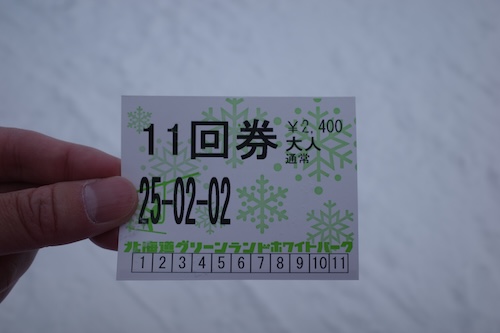 11回券
¥2,400
大人
通常
25-02-02
北海道グリーンランドホワイトパーク
1 2 3 4 5 6 7 8 9 10 11